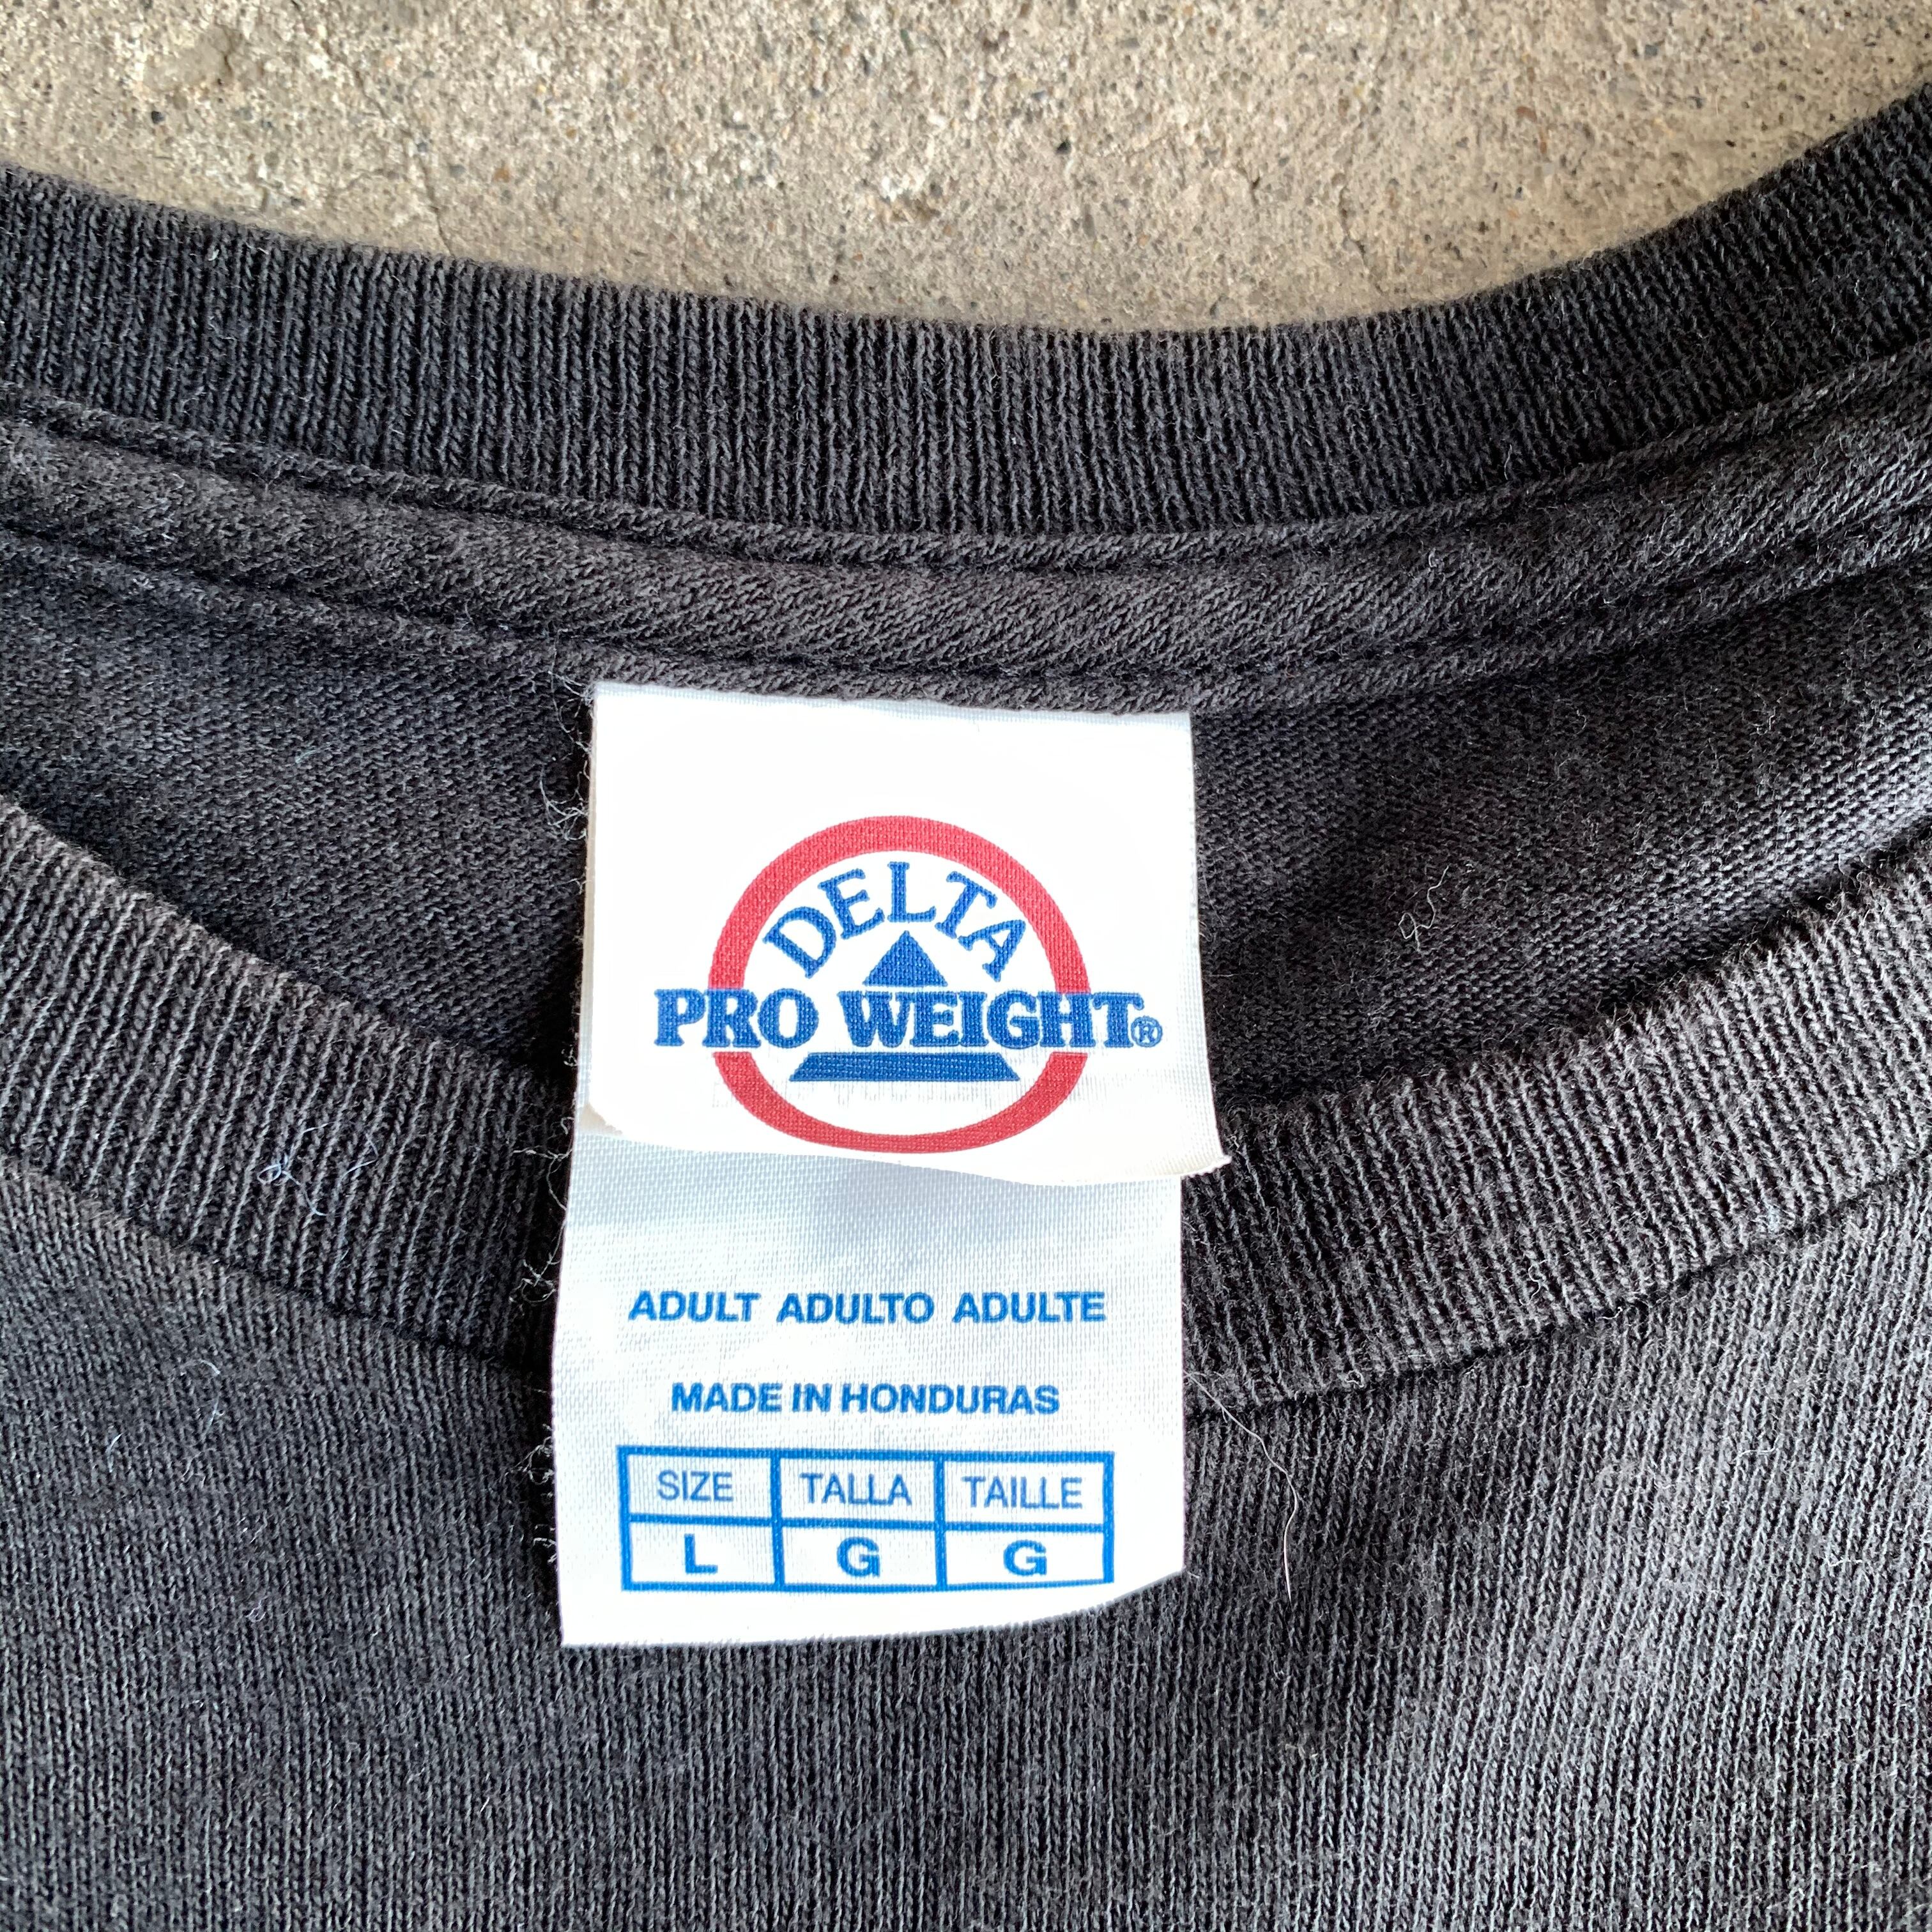 DELTA
PRO WEIGHT®
ADULT ADULTO ADULTE
MADE IN HONDURAS
SIZE TALLA TAILLE
L G G